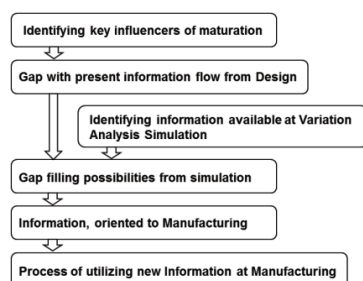 Identifying key influencers of maturation
Gap with present information flow from Design
Identifying information available at Variation
Analysis Simulation
Gap filling possibilities from simulation
Information, oriented to Manufacturing
Process of utilizing new Information at Manufacturing